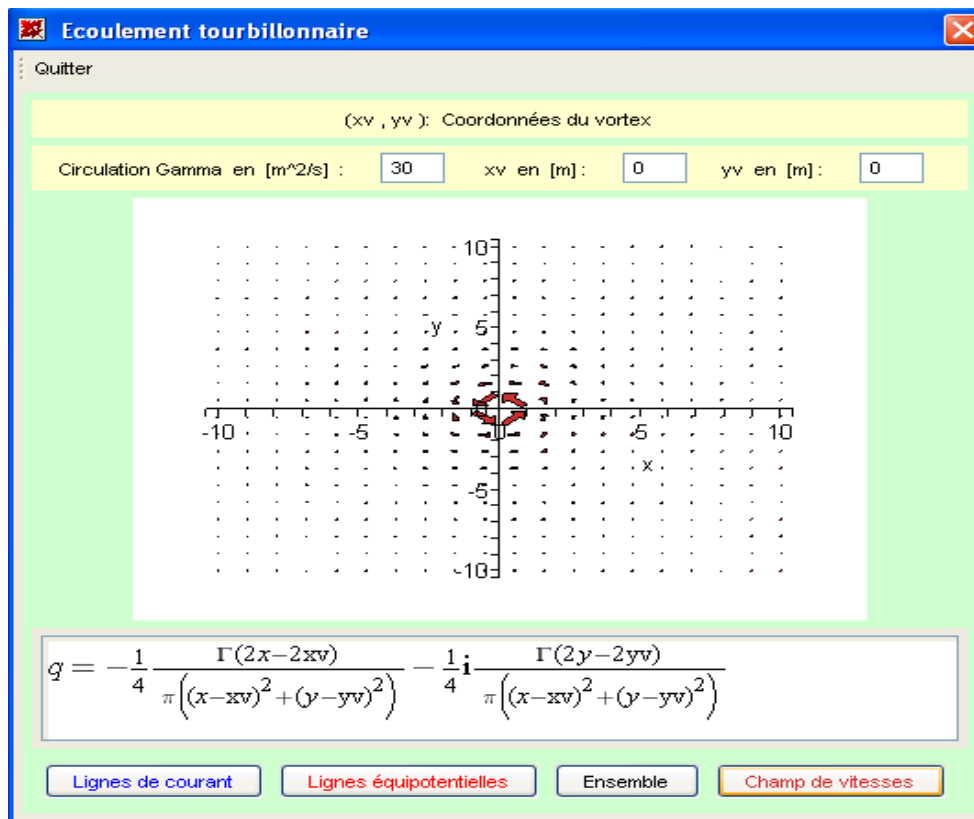 Ecoulement tourbillonnaire
Quitter
(xv , yv ): Coordonnées du vortex
Circulation Gamma en [m^2/s] : 30 xv en [m] : 0 yv en [m] : 0
10
y 5
-10 -5 0 5 10
x
-5
-10
q = -1/4 Γ(2x-2xv)/π((x-xv)^2+(y-yv)^2) - 1/4 i Γ(2y-2yv)/π((x-xv)^2+(y-yv)^2)
Lignes de courant Lignes équipotentielles Ensemble Champ de vitesses